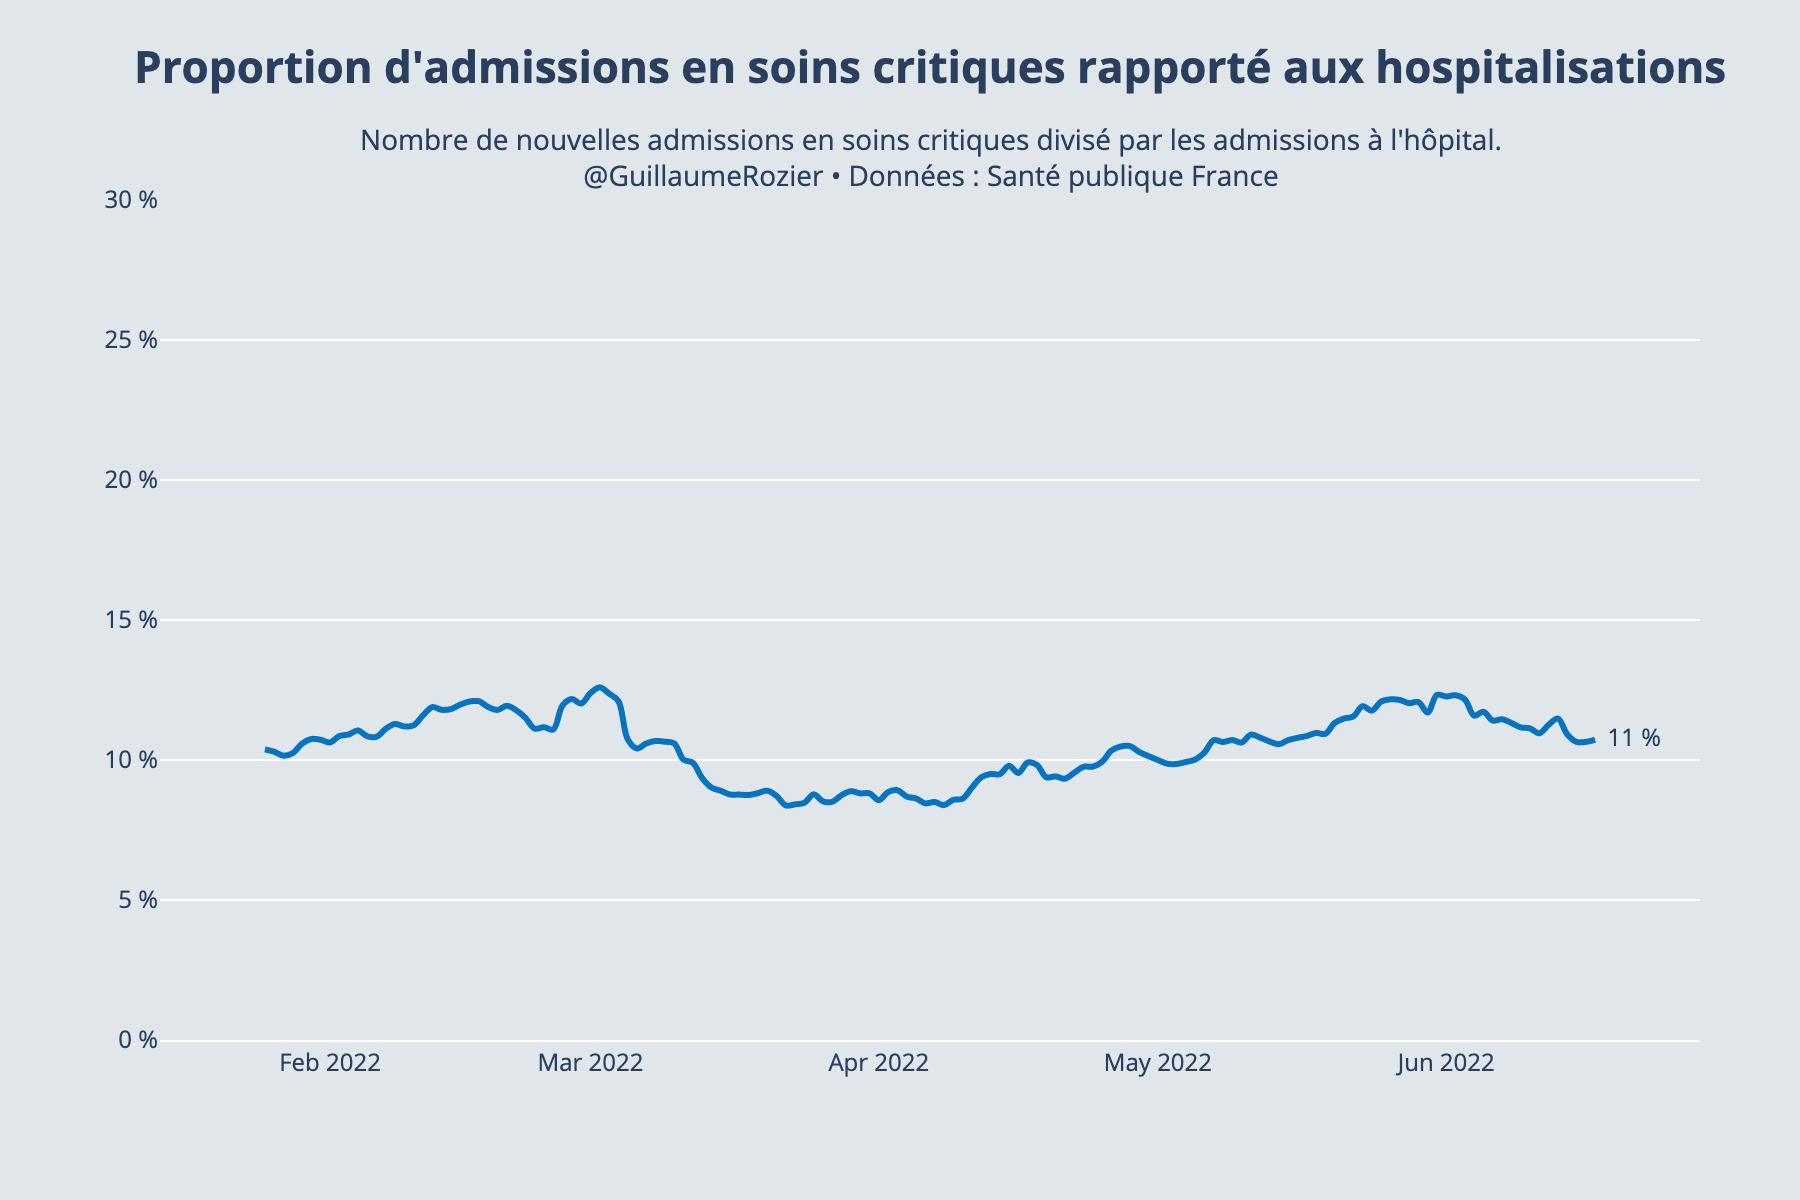 Proportion d'admissions en soins critiques rapporté aux hospitalisations
Nombre de nouvelles admissions en soins critiques divisé par les admissions à l'hôpital.
@GuillaumeRozier • Données : Santé publique France
30 %
25 %
20 %
15 %
11 %
10 %
5 %
0 %
Feb 2022
Mar 2022
Apr 2022
May 2022
Jun 2022